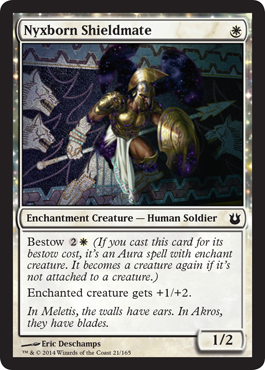 Nyxborn Shieldmate
Enchantment Creature — Human Soldier
Bestow 2 (If you cast this card for its
bestow cost, it's an Aura spell with enchant
creature. It becomes a creature again if it's
not attached to a creature.)
Enchanted creature gets +1/+2.
In Meletis, the walls have ears. In Akros,
they have blades.
1/2
Eric Deschamps
™ & © 2014 Wizards of the Coast 21/165